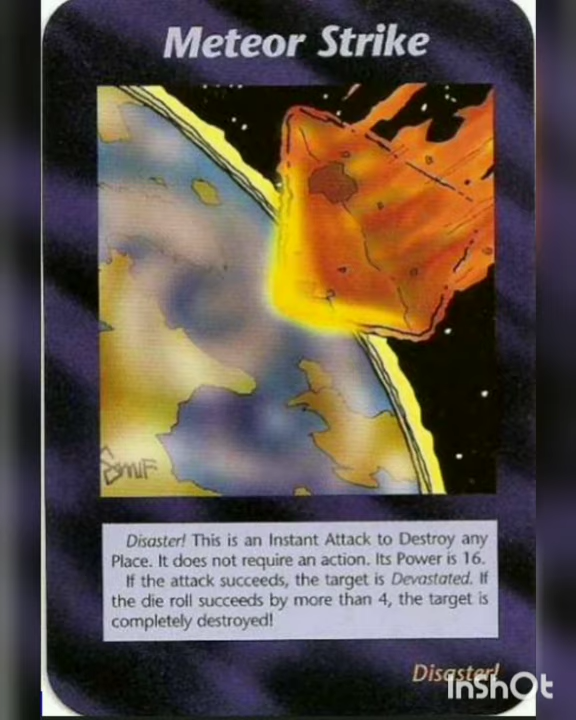 Meteor Strike
Disaster! This is an Instant Attack to Destroy any
Place. It does not require an action. Its Power is 16.
If the attack succeeds, the target is Devastated. If
the die roll succeeds by more than 4, the target is
completely destroyed!
Disaster!
InShOt